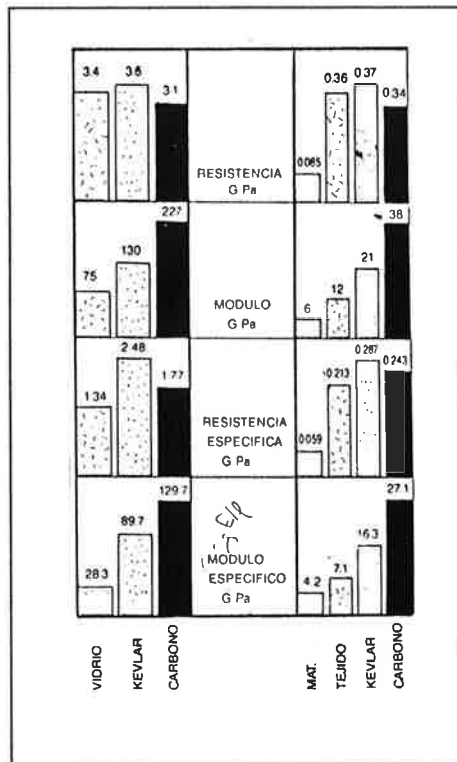 3.4 3.6 3.1
0.065 0.36 0.37 0.34
RESISTENCIA
G Pa
75 130 227
6 12 21 38
MODULO
G Pa
1.34 2.48 1.77
0.059 0.213 0.287 0.243
RESISTENCIA
ESPECIFICA
G Pa
28.3 89.7 129.7
4.2 7.1 16.3 27.1
MODULO
ESPECIFICO
G Pa
VIDRIO
KEVLAR
CARBONO
MAT.
TEJIDO
KEVLAR
CARBONO